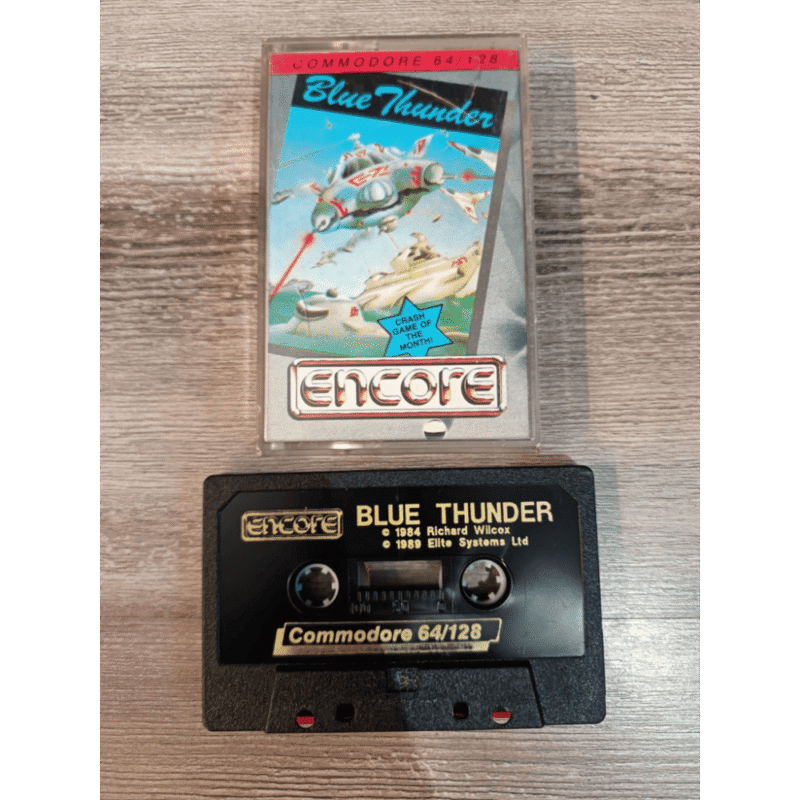 COMMODORE 64/128
Blue Thunder
CRASH
GAME OF
THE
MONTH!
encore
encore
BLUE THUNDER
© 1984 Richard Wilcox
© 1989 Elite Systems Ltd
Commodore 64/128